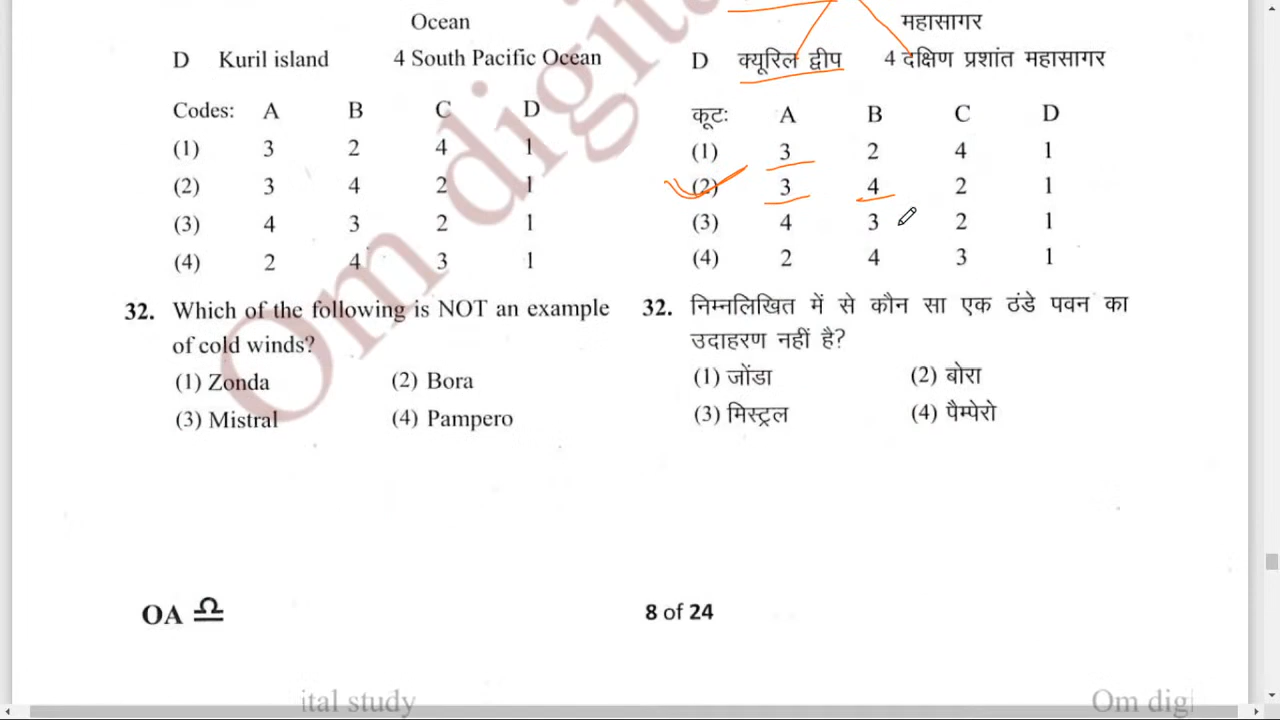 Ocean
D Kuril island 4 South Pacific Ocean
Codes: A B C D
(1) 3 2 4 1
(2) 3 4 2 1
(3) 4 3 2 1
(4) 2 4 3 1
32. Which of the following is NOT an example
of cold winds?
(1) Zonda (2) Bora
(3) Mistral (4) Pampero
महासागर
D क्यूरिल द्वीप 4 दक्षिण प्रशांत महासागर
कूटः A B C D
(1) 3 2 4 1
(2) 3 4 2 1
(3) 4 3 2 1
(4) 2 4 3 1
32. निम्नलिखित में से कौन सा एक ठंडे पवन का
उदाहरण नहीं है?
(1) जोंडा (2) बोरा
(3) मिस्ट्रल (4) पैम्पेरो
Om digital
OA
8 of 24
ital study
Om digi